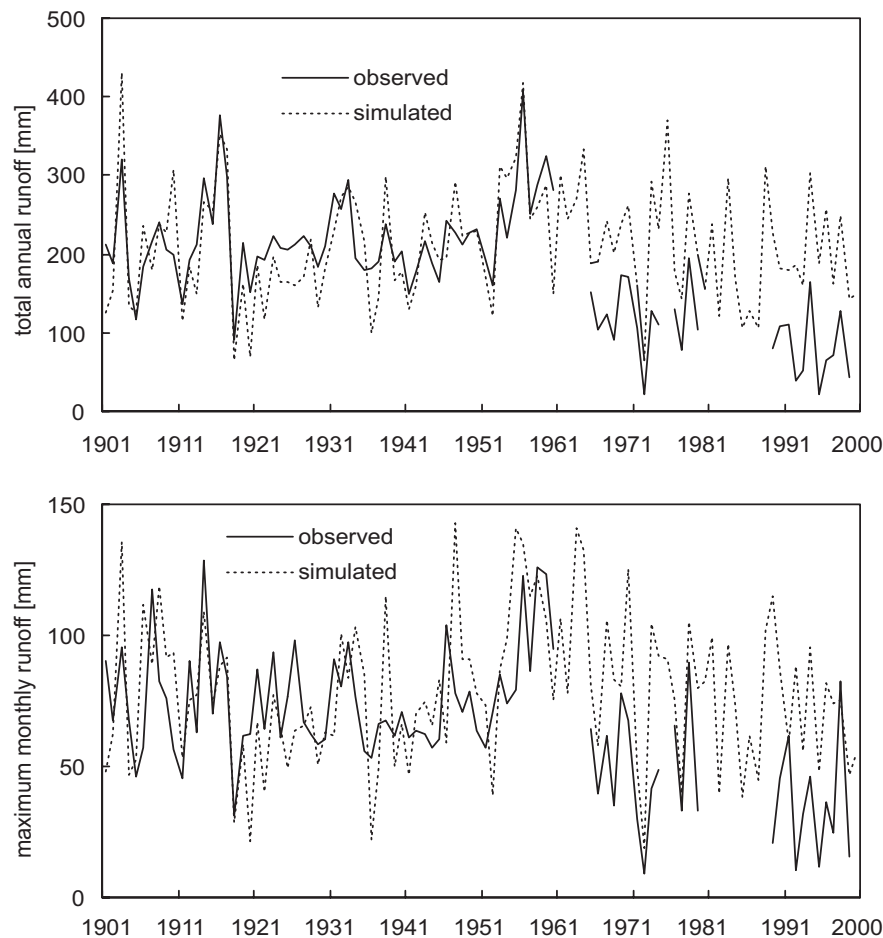 500
400
300
200
100
0
total annual runoff [mm]
observed
simulated
1901 1911 1921 1931 1941 1951 1961 1971 1981 1991 2000
150
100
50
0
maximum monthly runoff [mm]
observed
simulated
1901 1911 1921 1931 1941 1951 1961 1971 1981 1991 2000